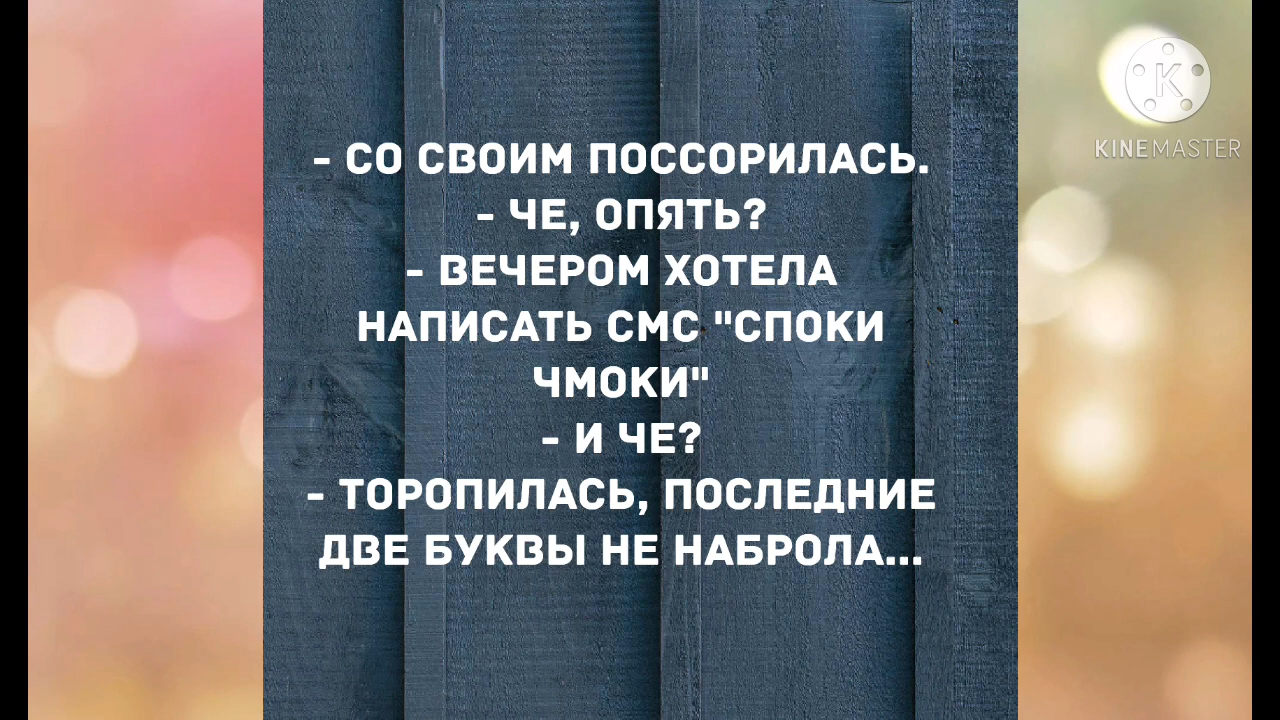 - СО СВОИМ ПОССОРИЛАСЬ.
- ЧЕ, ОПЯТЬ?
- ВЕЧЕРОМ ХОТЕЛА
НАПИСАТЬ СМС "СПОКИ
ЧМОКИ"
- И ЧЕ?
- ТОРОПИЛАСЬ, ПОСЛЕДНИЕ
ДВЕ БУКВЫ НЕ НАБРОЛА...
K
KINEMASTER